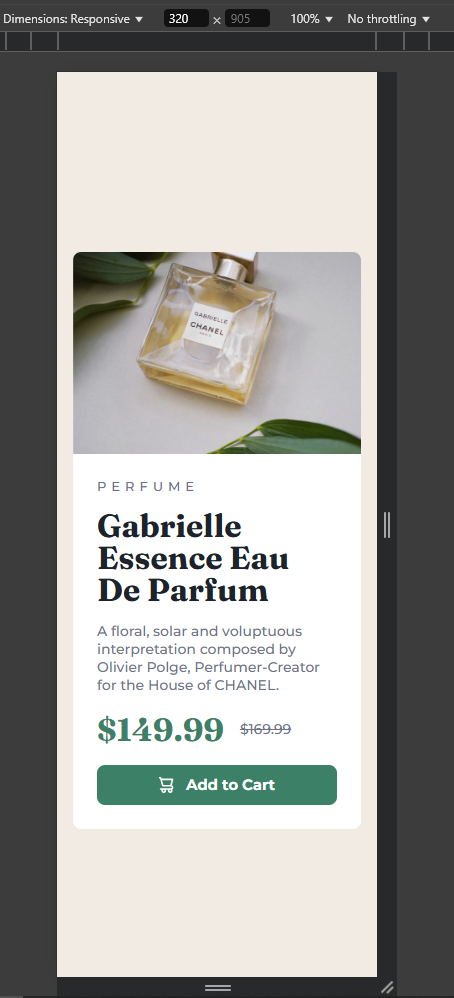 Dimensions: Responsive ▼ 320 × 905 100% ▼ No throttling ▼
GABRIELLE
CHANEL
PARIS
PERFUME
Gabrielle
Essence Eau
De Parfum
A floral, solar and voluptuous
interpretation composed by
Olivier Polge, Perfumer-Creator
for the House of CHANEL.
$149.99 $169.99
Add to Cart